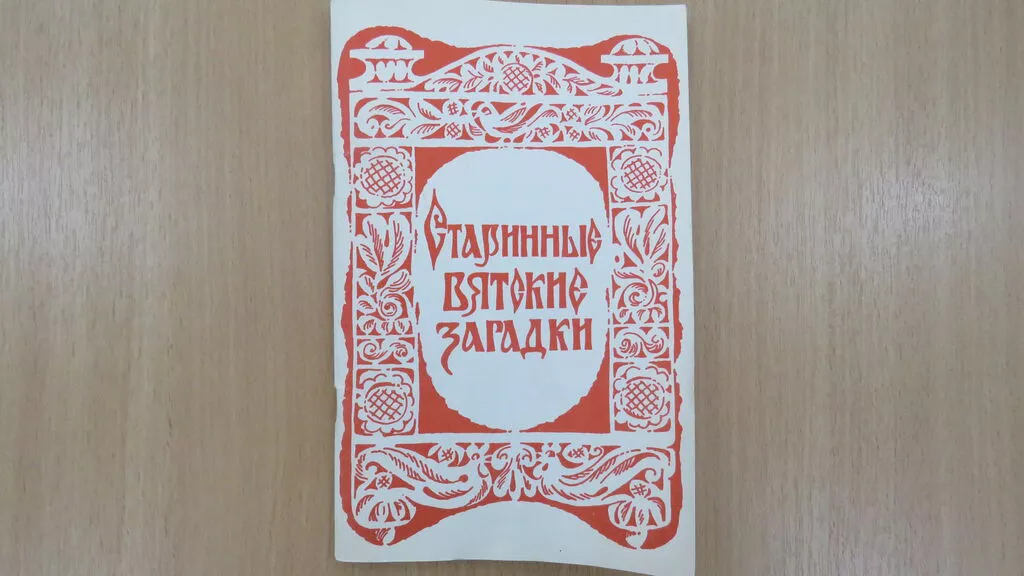 Старинные
вятские
загадки